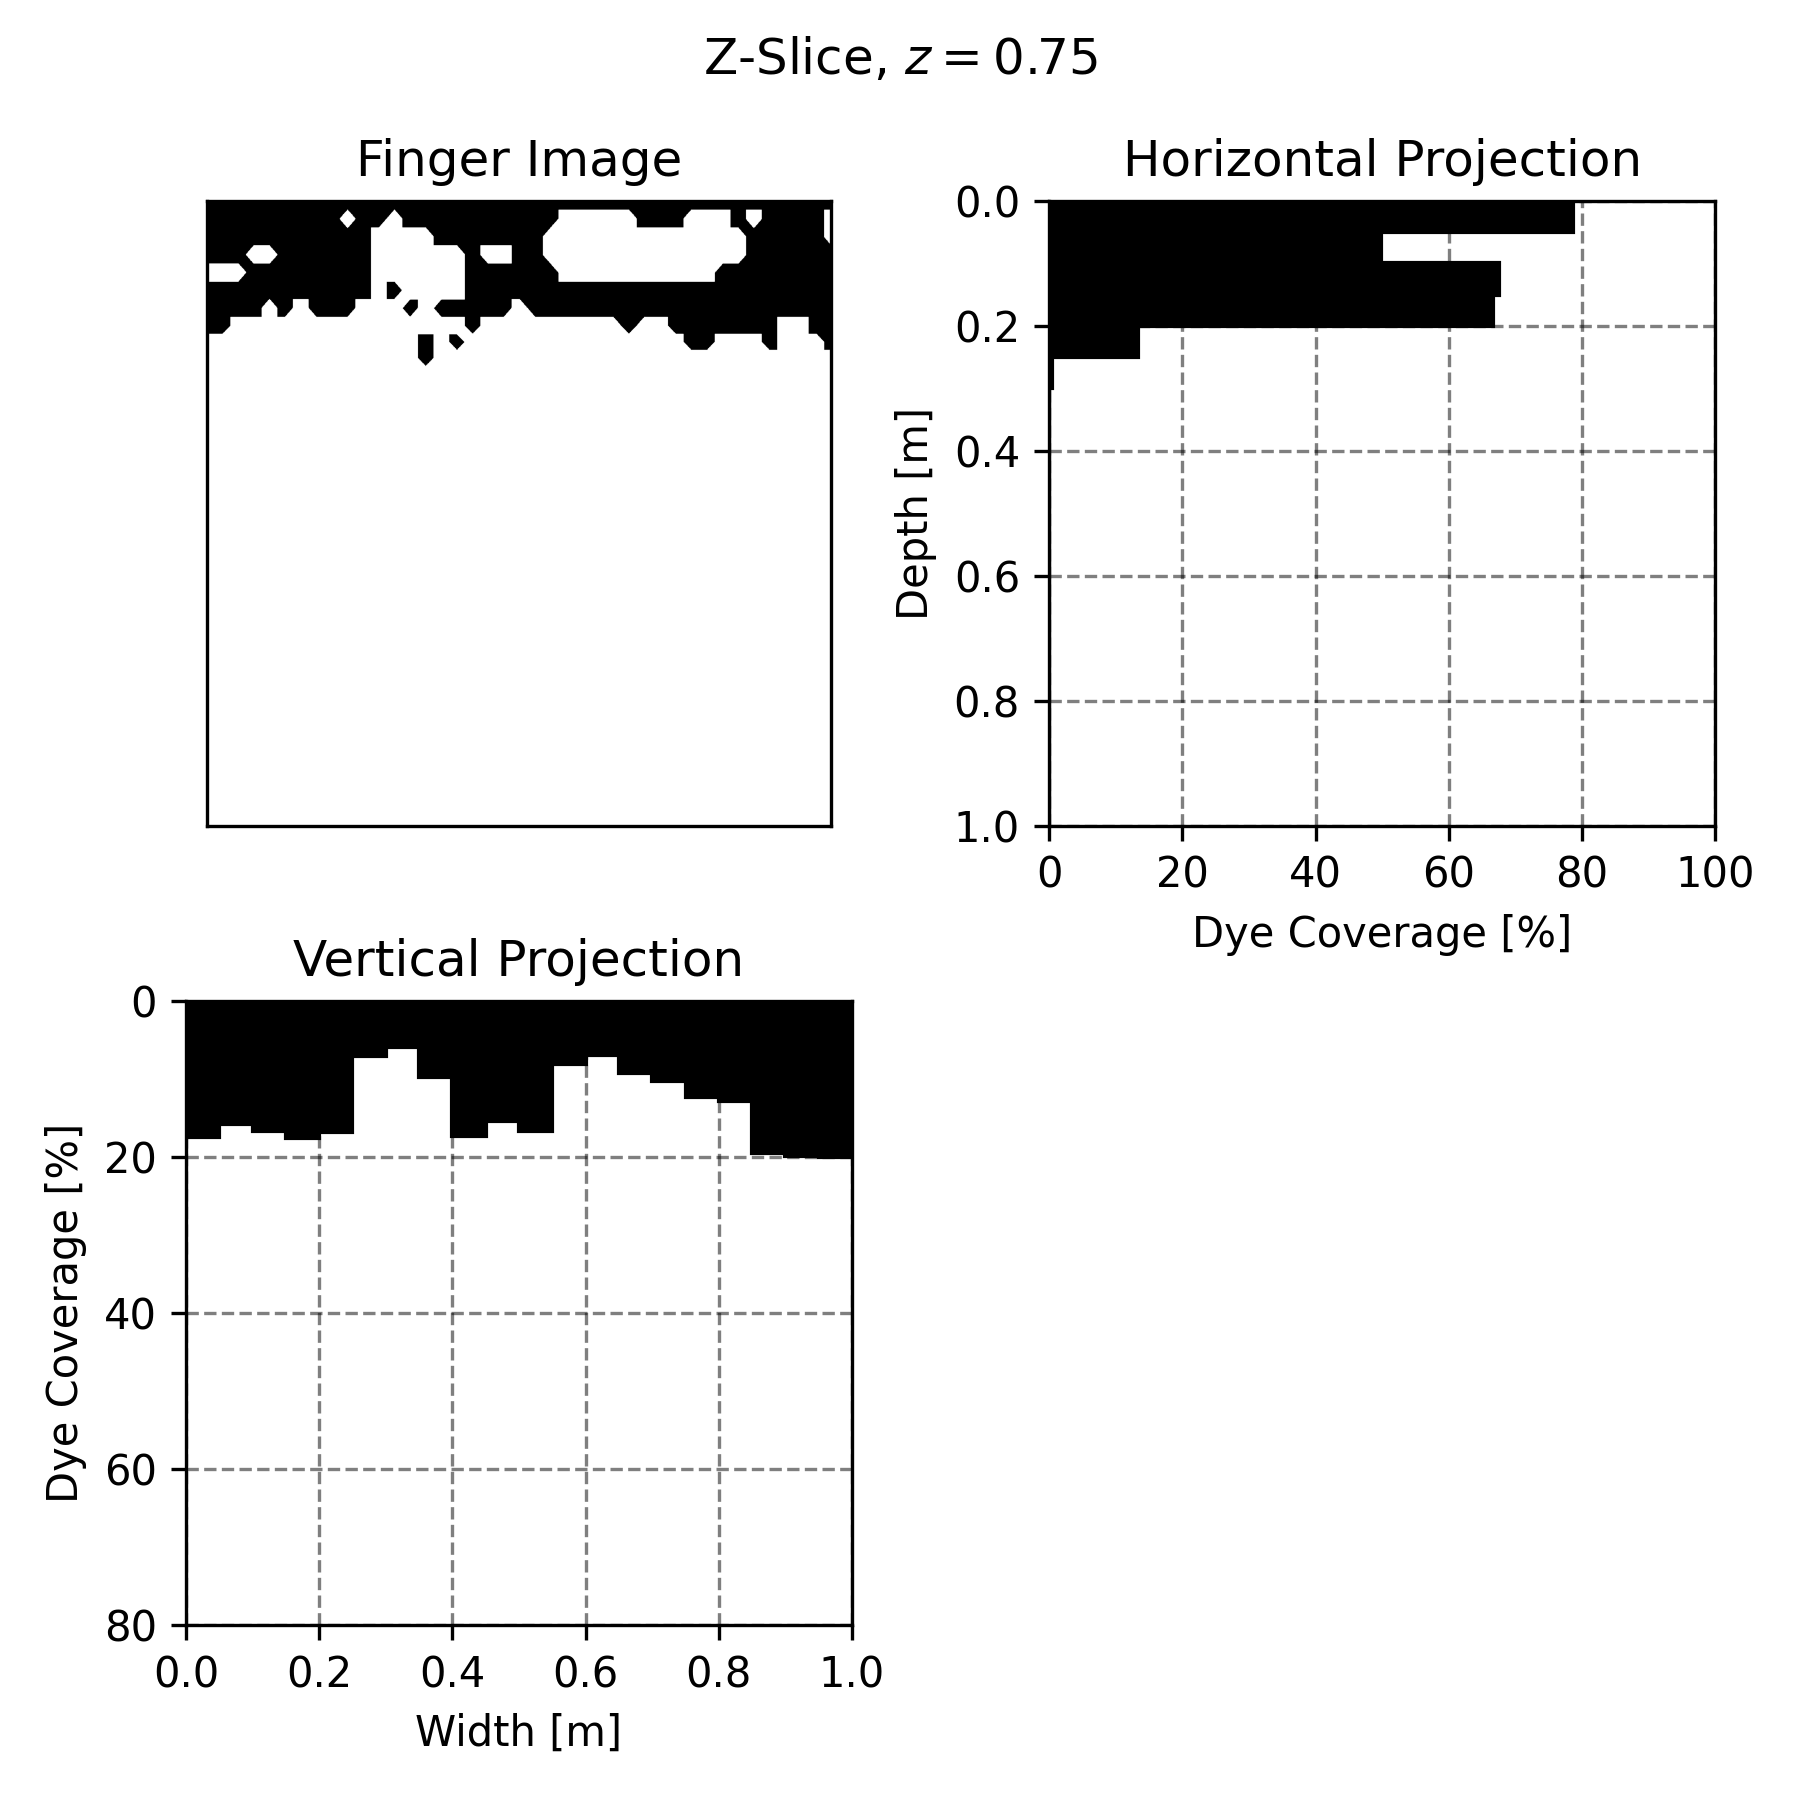 Z-Slice, z = 0.75
Finger Image
Horizontal Projection
0.0
0.2
0.4
0.6
0.8
1.0
Depth [m]
0 20 40 60 80 100
Dye Coverage [%]
Vertical Projection
0
20
40
60
80
Dye Coverage [%]
0.0 0.2 0.4 0.6 0.8 1.0
Width [m]